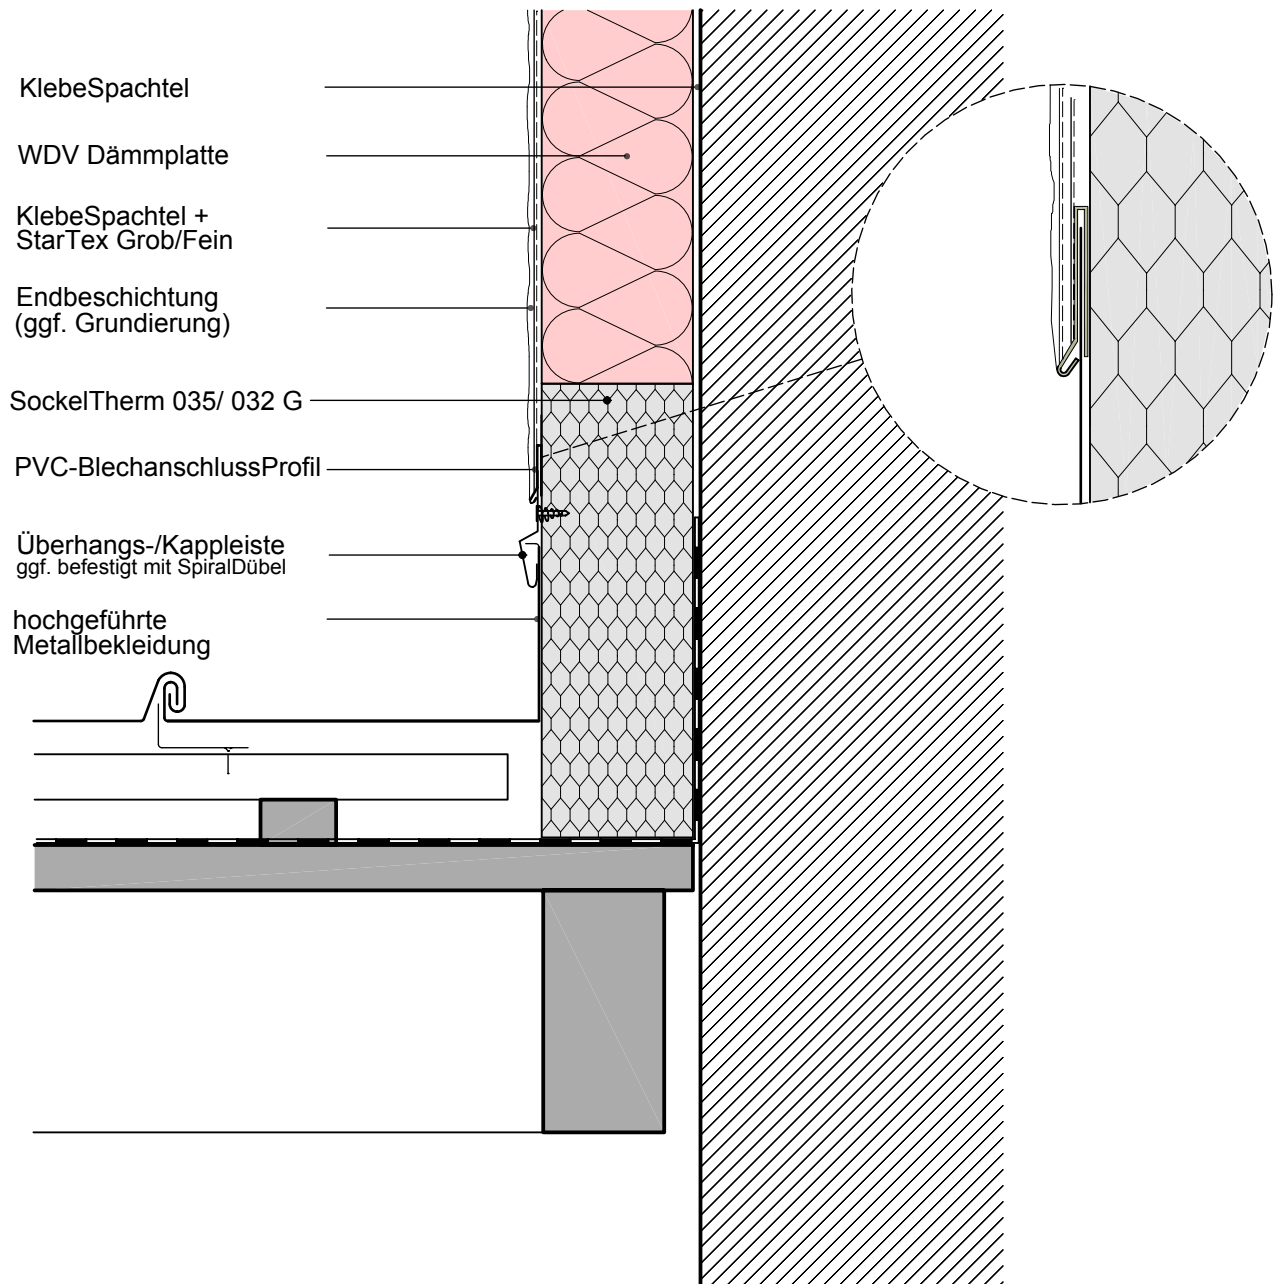 KlebeSpachtel
WDV Dämmplatte
KlebeSpachtel +
StarTex Grob/Fein
Endbeschichtung
(ggf. Grundierung)
SockelTherm 035/ 032 G
PVC-BlechanschlussProfil
Überhangs-/Kappleiste
ggf. befestigt mit SpiralDübel
hochgeführte
Metallbekleidung